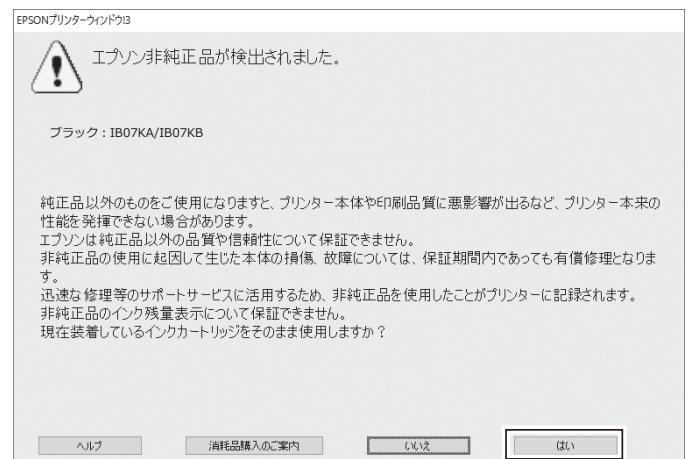 EPSONプリンターウィンドウ!3
エプソン非純正品が検出されました。
ブラック：IB07KA/IB07KB
純正品以外のものをご使用になりますと、プリンター本体や印刷品質に悪影響が出るなど、プリンター本来の
性能を発揮できない場合があります。
エプソンは純正品以外の品質や信頼性について保証できません。
非純正品の使用に起因して生じた本体の損傷、故障については、保証期間内であっても有償修理となりま
す。
迅速な修理等のサポートサービスに活用するため、非純正品を使用したことがプリンターに記録されます。
非純正品のインク残量表示について保証できません。
現在装着しているインクカートリッジをそのまま使用しますか？
ヘルプ 消耗品購入のご案内 いいえ はい